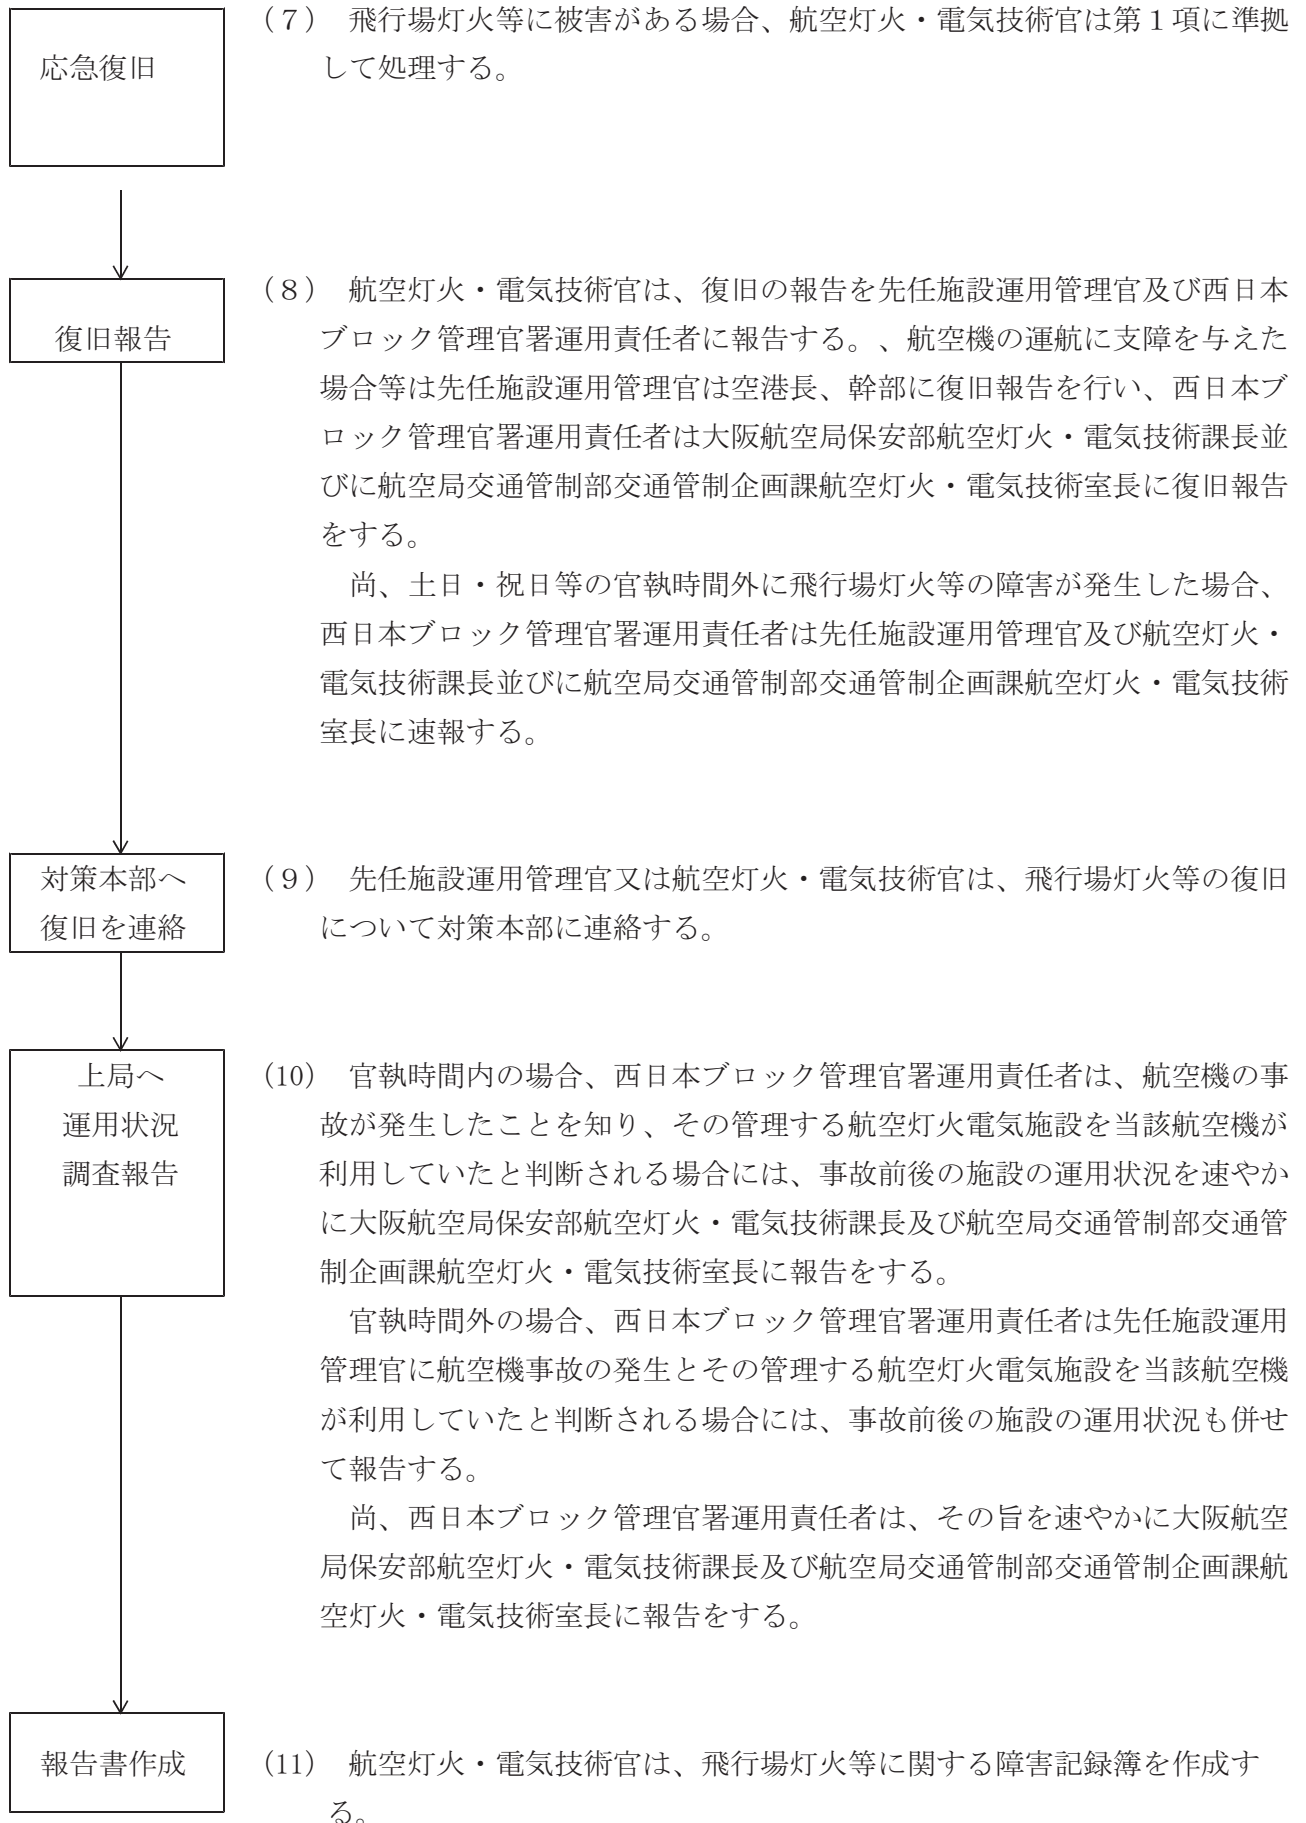 応急復旧
（７） 飛行場灯火等に被害がある場合、航空灯火・電気技術官は第１項に準拠
して処理する。
復旧報告
（８） 航空灯火・電気技術官は、復旧の報告を先任施設運用管理官及び西日本
ブロック管理官署運用責任者に報告する。、航空機の運航に支障を与えた
場合等は先任施設運用管理官は空港長、幹部に復旧報告を行い、西日本ブ
ロック管理官署運用責任者は大阪航空局保安部航空灯火・電気技術課長並
びに航空局交通管制部交通管制企画課航空灯火・電気技術室長に復旧報告
をする。
尚、土日・祝日等の官執時間外に飛行場灯火等の障害が発生した場合、
西日本ブロック管理官署運用責任者は先任施設運用管理官及び航空灯火・
電気技術課長並びに航空局交通管制部交通管制企画課航空灯火・電気技術
室長に速報する。
対策本部へ
復旧を連絡
（９） 先任施設運用管理官又は航空灯火・電気技術官は、飛行場灯火等の復旧
について対策本部に連絡する。
上局へ
運用状況
調査報告
（10） 官執時間内の場合、西日本ブロック管理官署運用責任者は、航空機の事
故が発生したことを知り、その管理する航空灯火電気施設を当該航空機が
利用していたと判断される場合には、事故前後の施設の運用状況を速やか
に大阪航空局保安部航空灯火・電気技術課長及び航空局交通管制部交通管
制企画課航空灯火・電気技術室長に報告をする。
官執時間外の場合、西日本ブロック管理官署運用責任者は先任施設運用
管理官に航空機事故の発生とその管理する航空灯火電気施設を当該航空機
が利用していたと判断される場合には、事故前後の施設の運用状況も併せ
て報告する。
尚、西日本ブロック管理官署運用責任者は、その旨を速やかに大阪航空
局保安部航空灯火・電気技術課長及び航空局交通管制部交通管制企画課航
空灯火・電気技術室長に報告をする。
報告書作成
（11） 航空灯火・電気技術官は、飛行場灯火等に関する障害記録簿を作成す
る。